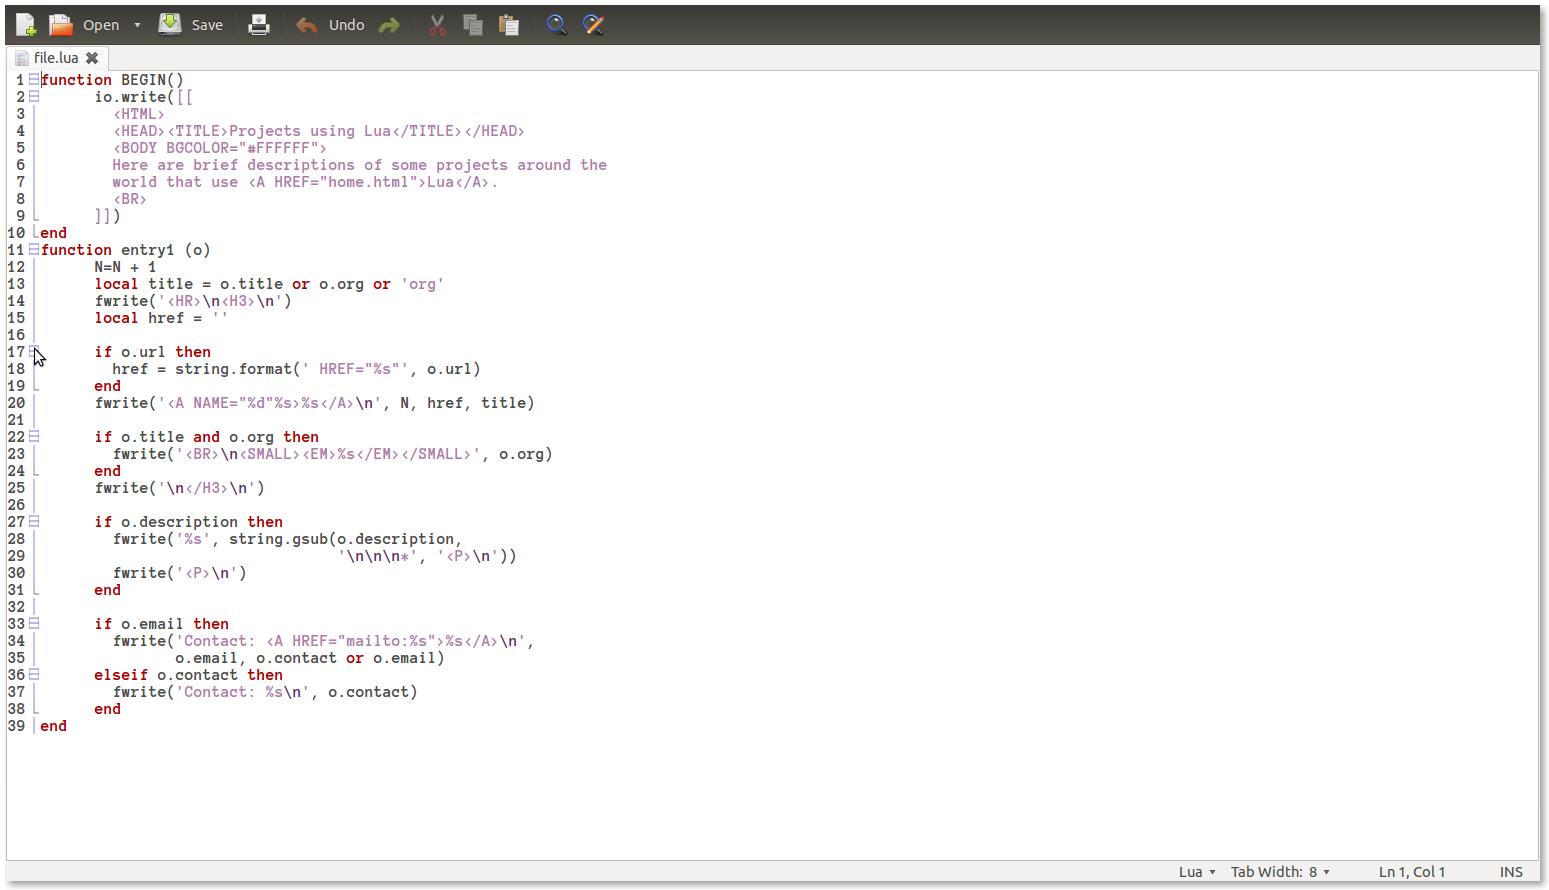 Open Save Undo
file.lua
1 function BEGIN()
2       io.write([[
3         <HTML>
4         <HEAD><TITLE>Projects using Lua</TITLE></HEAD>
5         <BODY BGCOLOR="#FFFFFF">
6         Here are brief descriptions of some projects around the
7         world that use <A HREF="home.html">Lua</A>.
8         <BR>
9       ]])
10 end
11 function entry1 (o)
12       N=N + 1
13       local title = o.title or o.org or 'org'
14       fwrite('<HR>\n<H3>\n')
15       local href = ''
16
17       if o.url then
18         href = string.format(' HREF="%s"', o.url)
19       end
20       fwrite('<A NAME="%d"%s>%s</A>\n', N, href, title)
21
22       if o.title and o.org then
23         fwrite('<BR>\n<SMALL><EM>%s</EM></SMALL>', o.org)
24       end
25       fwrite('\n</H3>\n')
26
27       if o.description then
28         fwrite('%s', string.gsub(o.description,
29                                  '\n\n\n*', '<P>\n'))
30         fwrite('<P>\n')
31       end
32
33       if o.email then
34         fwrite('Contact: <A HREF="mailto:%s">%s</A>\n',
35                o.email, o.contact or o.email)
36       elseif o.contact then
37         fwrite('Contact: %s\n', o.contact)
38       end
39 end
Lua Tab Width: 8 Ln 1, Col 1 INS